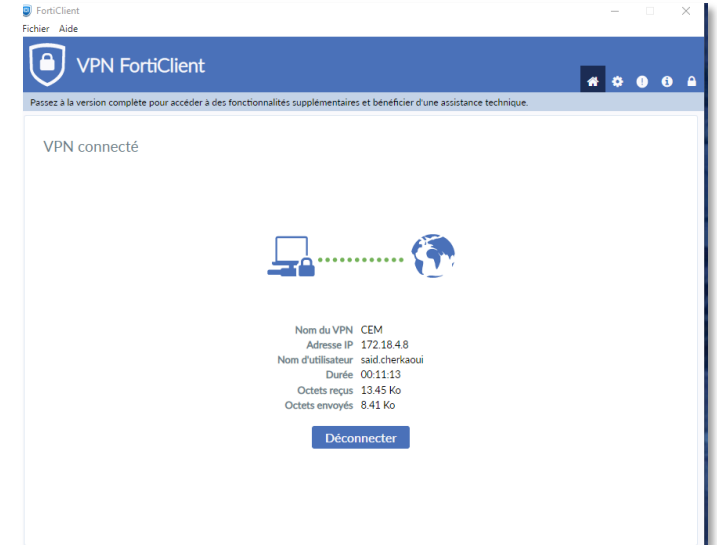 FortiClient
Fichier Aide
VPN FortiClient
Passez à la version complète pour accéder à des fonctionnalités supplémentaires et bénéficier d'une assistance technique.
VPN connecté
Nom du VPN CEM
Adresse IP 172.18.4.8
Nom d'utilisateur said.cherkaoui
Durée 00:11:13
Octets reçus 13.45 Ko
Octets envoyés 8.41 Ko
Déconnecter